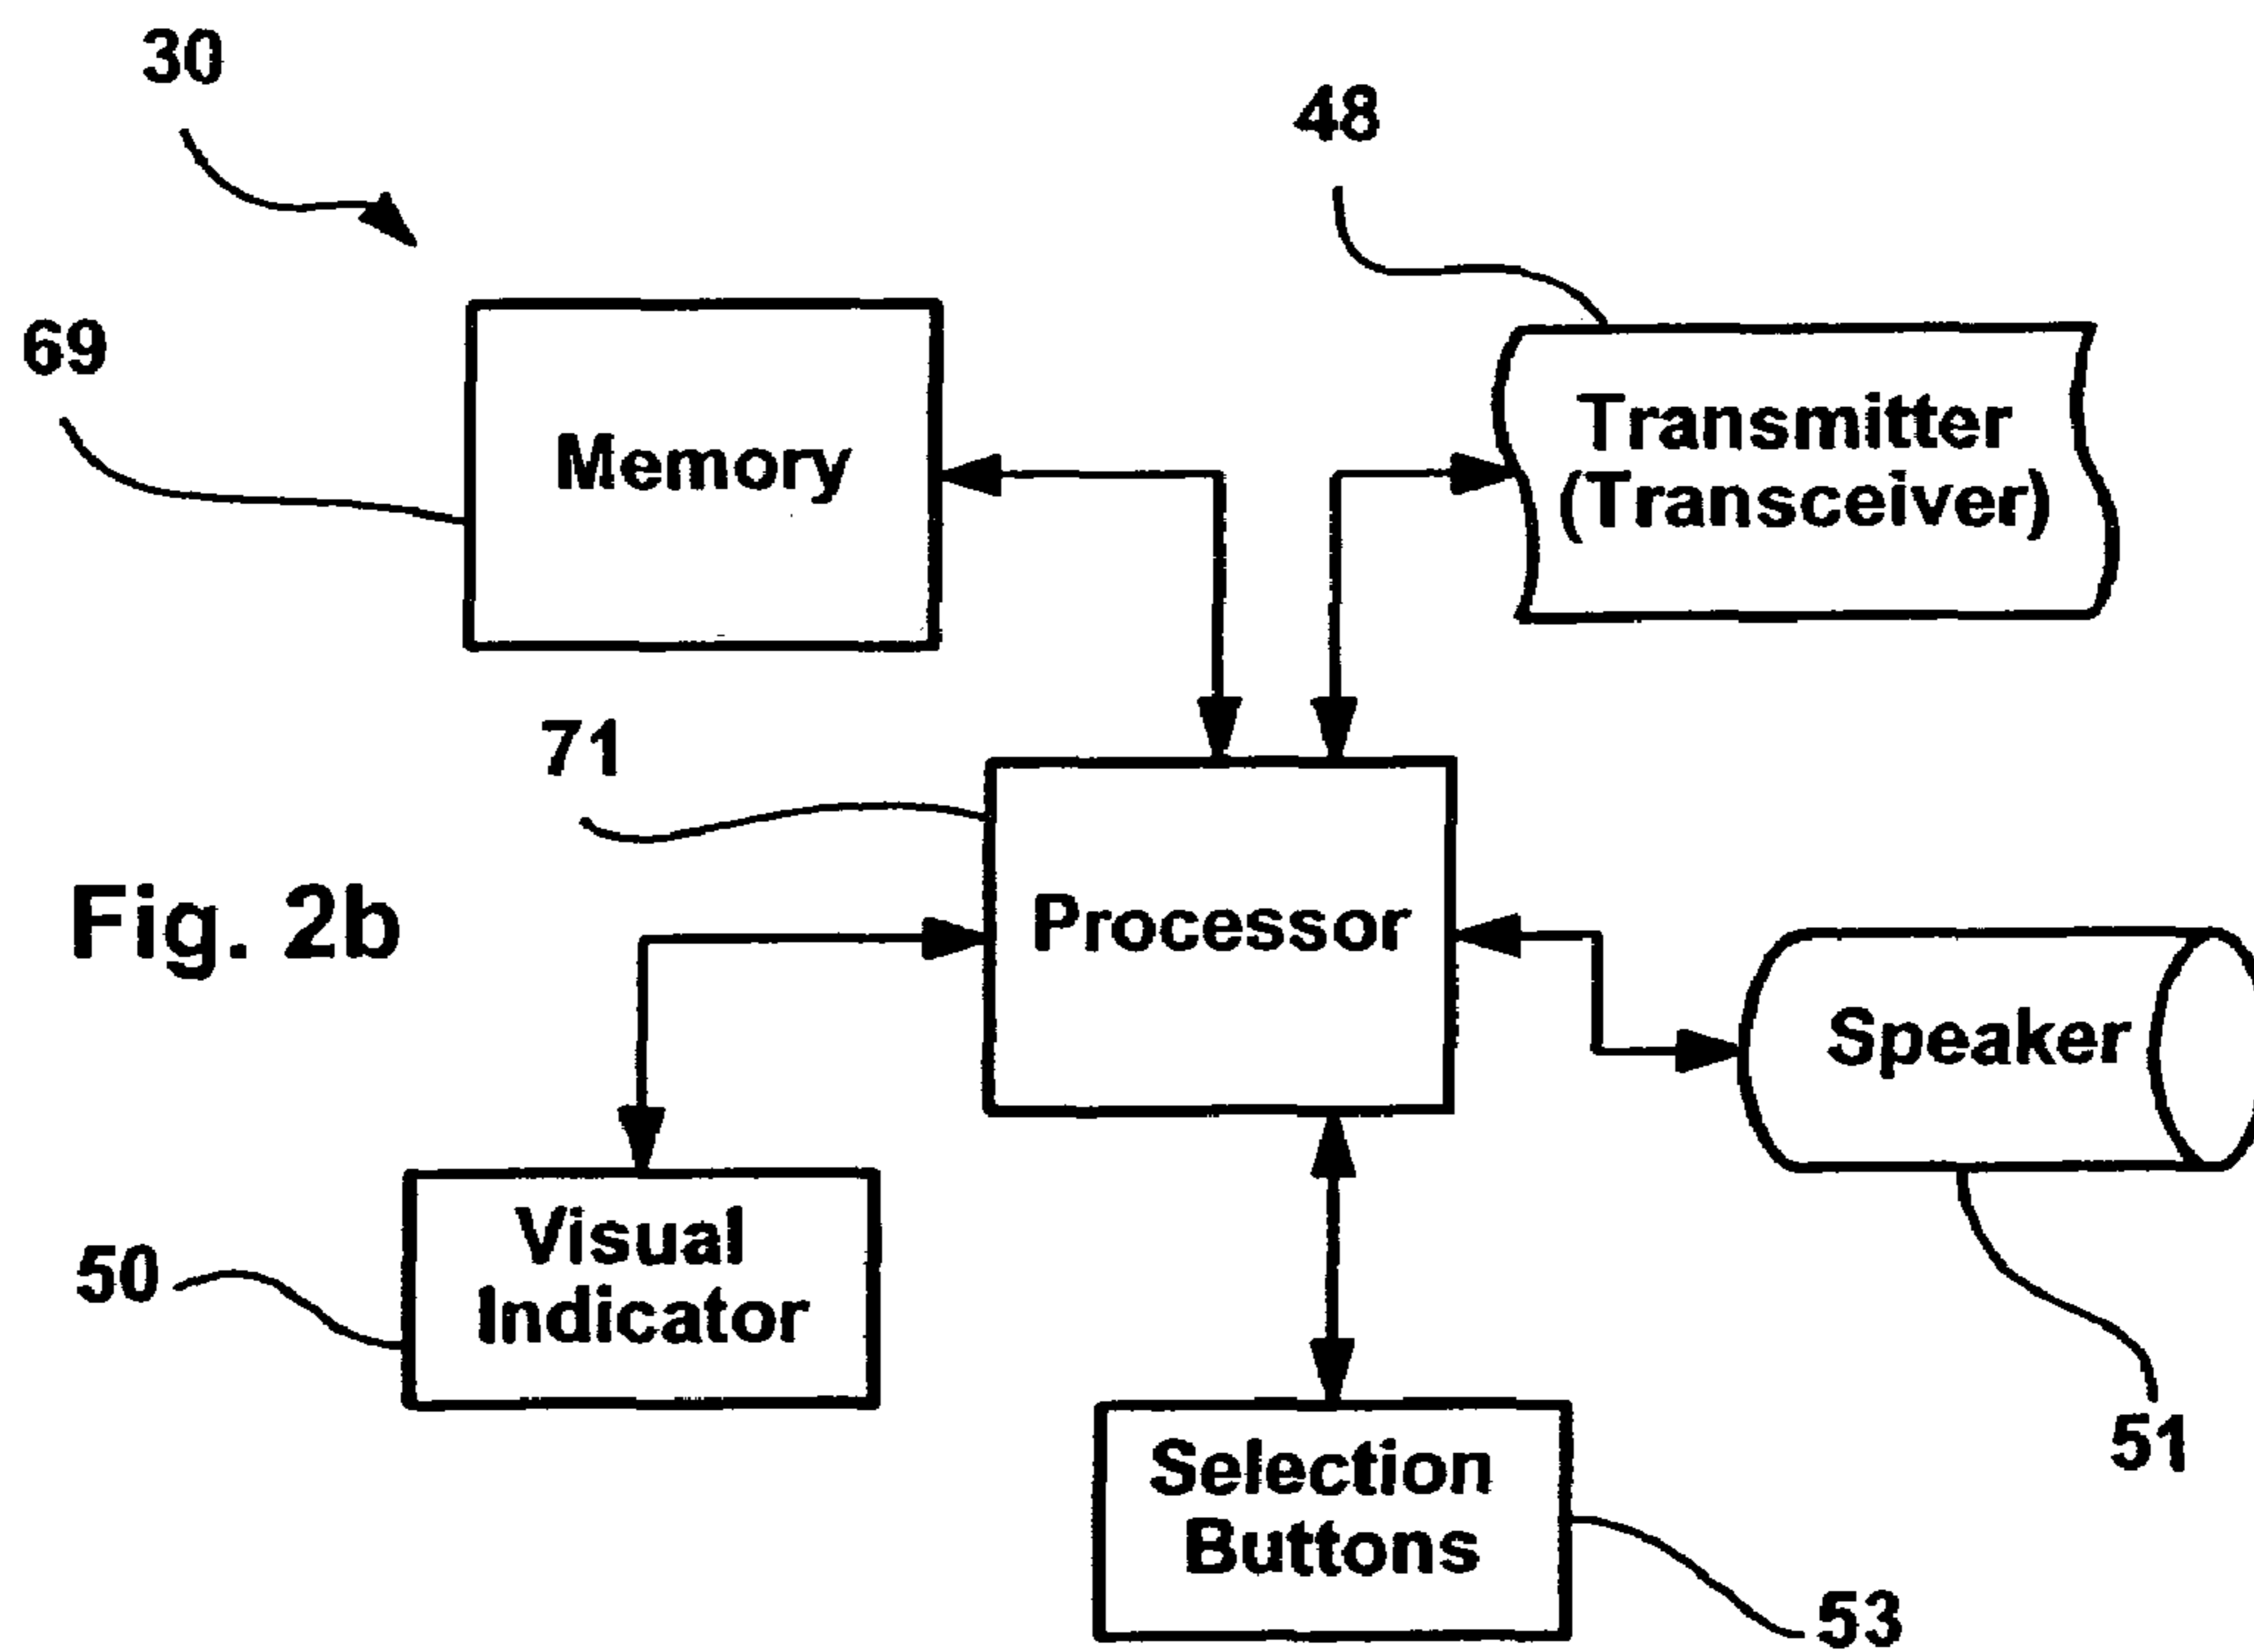 30
48
69
Memory
Transmitter
(Transceiver)
71
Fig. 2b
Processor
Speaker
50
Visual
Indicator
51
Selection
Buttons
53